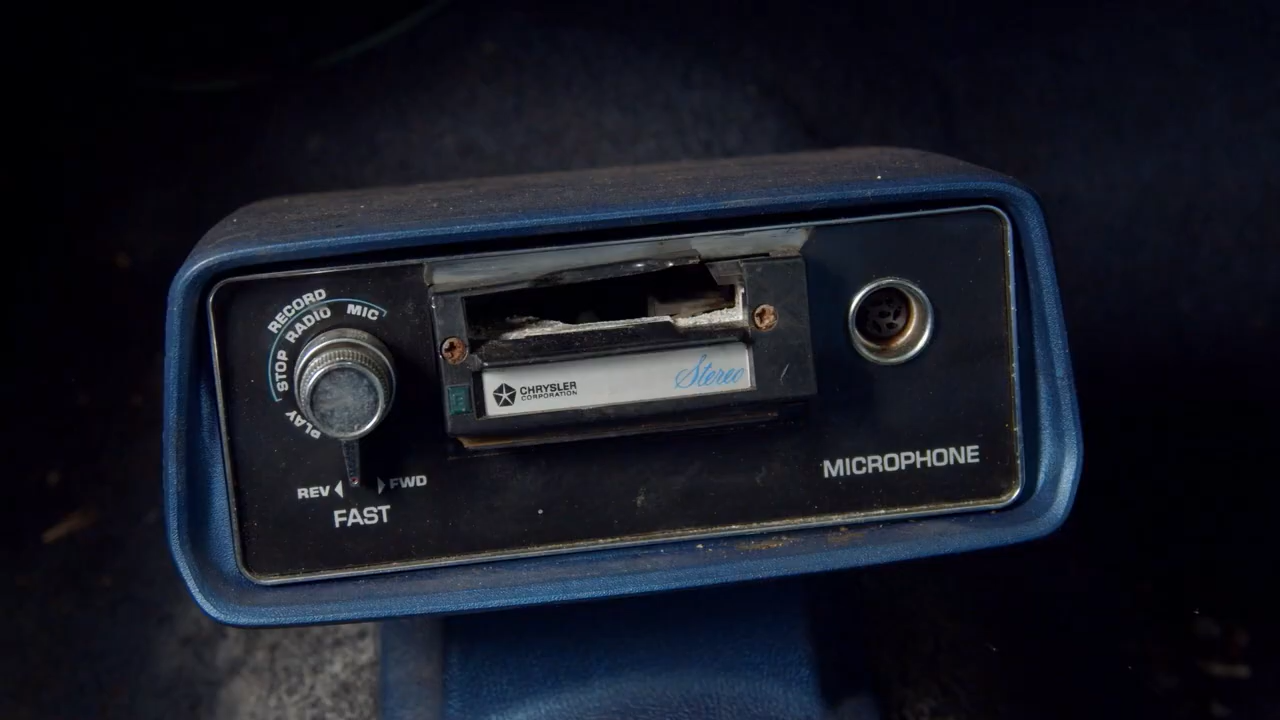 RECORD
RADIO
MIC
STOP
PLAY
REV
FWD
FAST
CHRYSLER
CORPORATION
Stereo
MICROPHONE